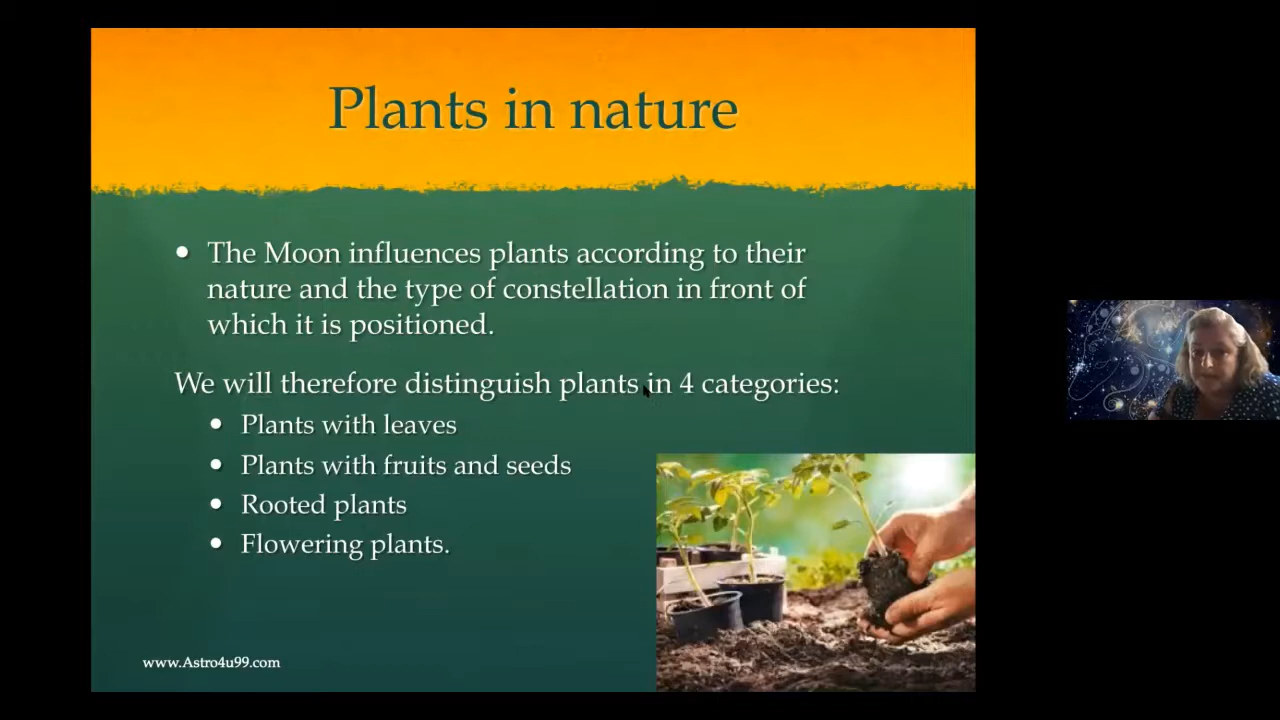 Plants in nature
• The Moon influences plants according to their
nature and the type of constellation in front of
which it is positioned.
We will therefore distinguish plants in 4 categories:
• Plants with leaves
• Plants with fruits and seeds
• Rooted plants
• Flowering plants.
www.Astro4u99.com